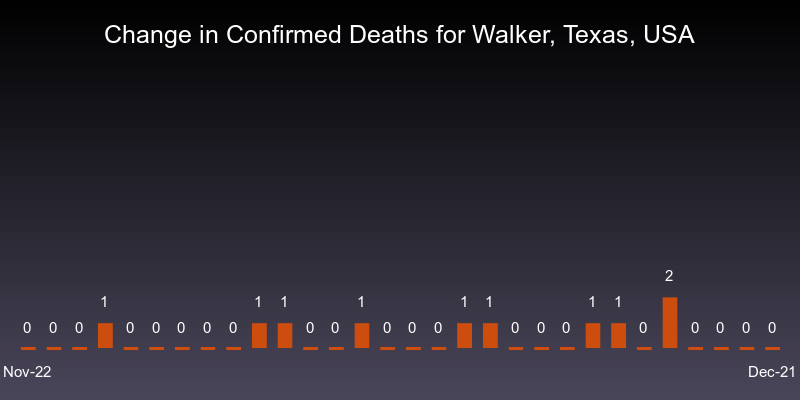 Change in Confirmed Deaths for Walker, Texas, USA
0 0 0 1 0 0 0 0 0 1 1 0 0 1 0 0 0 1 1 0 0 0 1 1 0 2 0 0 0 0
Nov-22 Dec-21